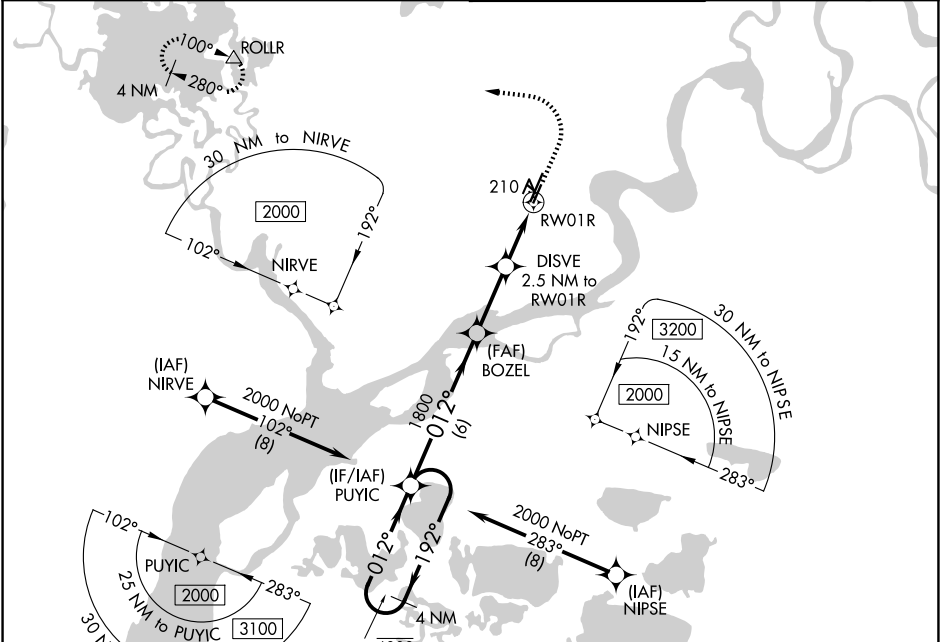 100°
ROLLR
4 NM
280°
30 NM to NIRVE
2000
102°
192°
NIRVE
210
RW01R
DISVE
2.5 NM to
RW01R
(FAF)
BOZEL
192°
3200
30 NM to NIPSE
15 NM to NIPSE
2000
NIPSE
283°
(IAF)
NIRVE
2000 NoPT
102°
(8)
1800
012°
(6)
(IF/IAF)
PUYIC
2000 NoPT
283°
(8)
(IAF)
NIPSE
012°
192°
4 NM
102°
PUYIC
283°
2000
25 NM to PUYIC
3100